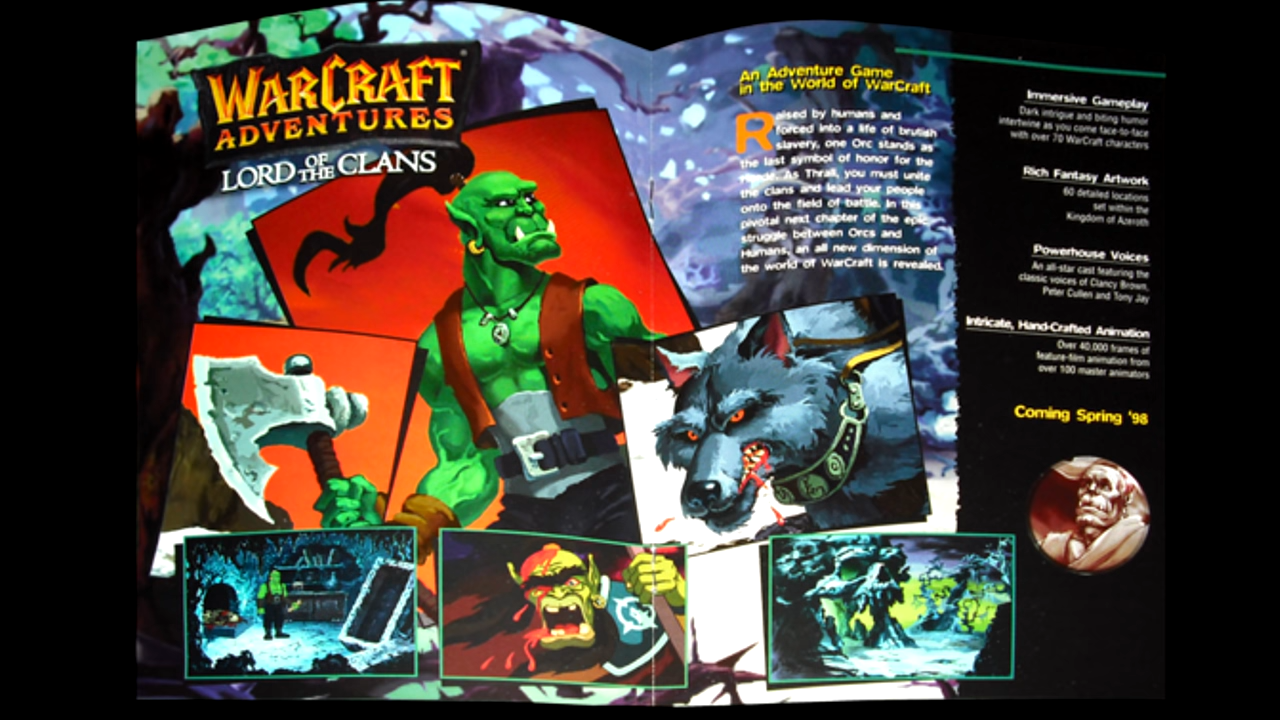 WARCRAFT
ADVENTURES
LORD OF THE CLANS
An Adventure Game
in the World of WarCraft
Raised by humans and
forced into a life of brutish
slavery, one Orc stands as
the last symbol of honor for the
Horde. As Thrall, you must unite
the clans and lead your people
onto the field of battle. In this
pivotal next chapter of the epic
struggle between Orcs and
Humans, an all new dimension of
the world of WarCraft is revealed.
Immersive Gameplay
Dark intrigue and biting humor
intertwine as you come face-to-face
with over 70 WarCraft characters
Rich Fantasy Artwork
60 detailed locations
set within the
Kingdom of Azeroth
Powerhouse Voices
An all-star cast featuring the
classic voices of Clancy Brown,
Peter Cullen and Tony Jay
Intricate, Hand-Crafted Animation
Over 40,000 frames of
feature-film animation from
over 100 master animators
Coming Spring '98